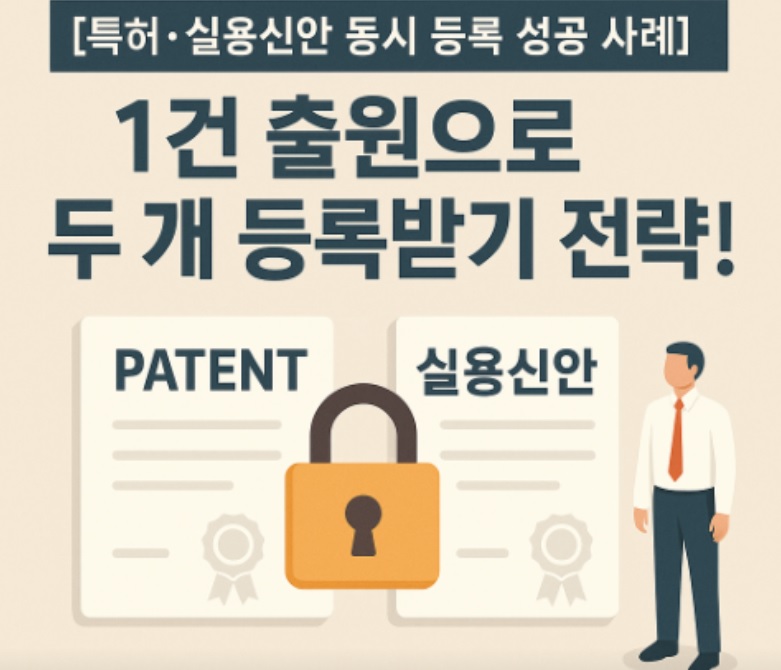 [특허·실용신안 동시 등록 성공 사례]
1건 출원으로
두 개 등록받기 전략!
PATENT
실용신안